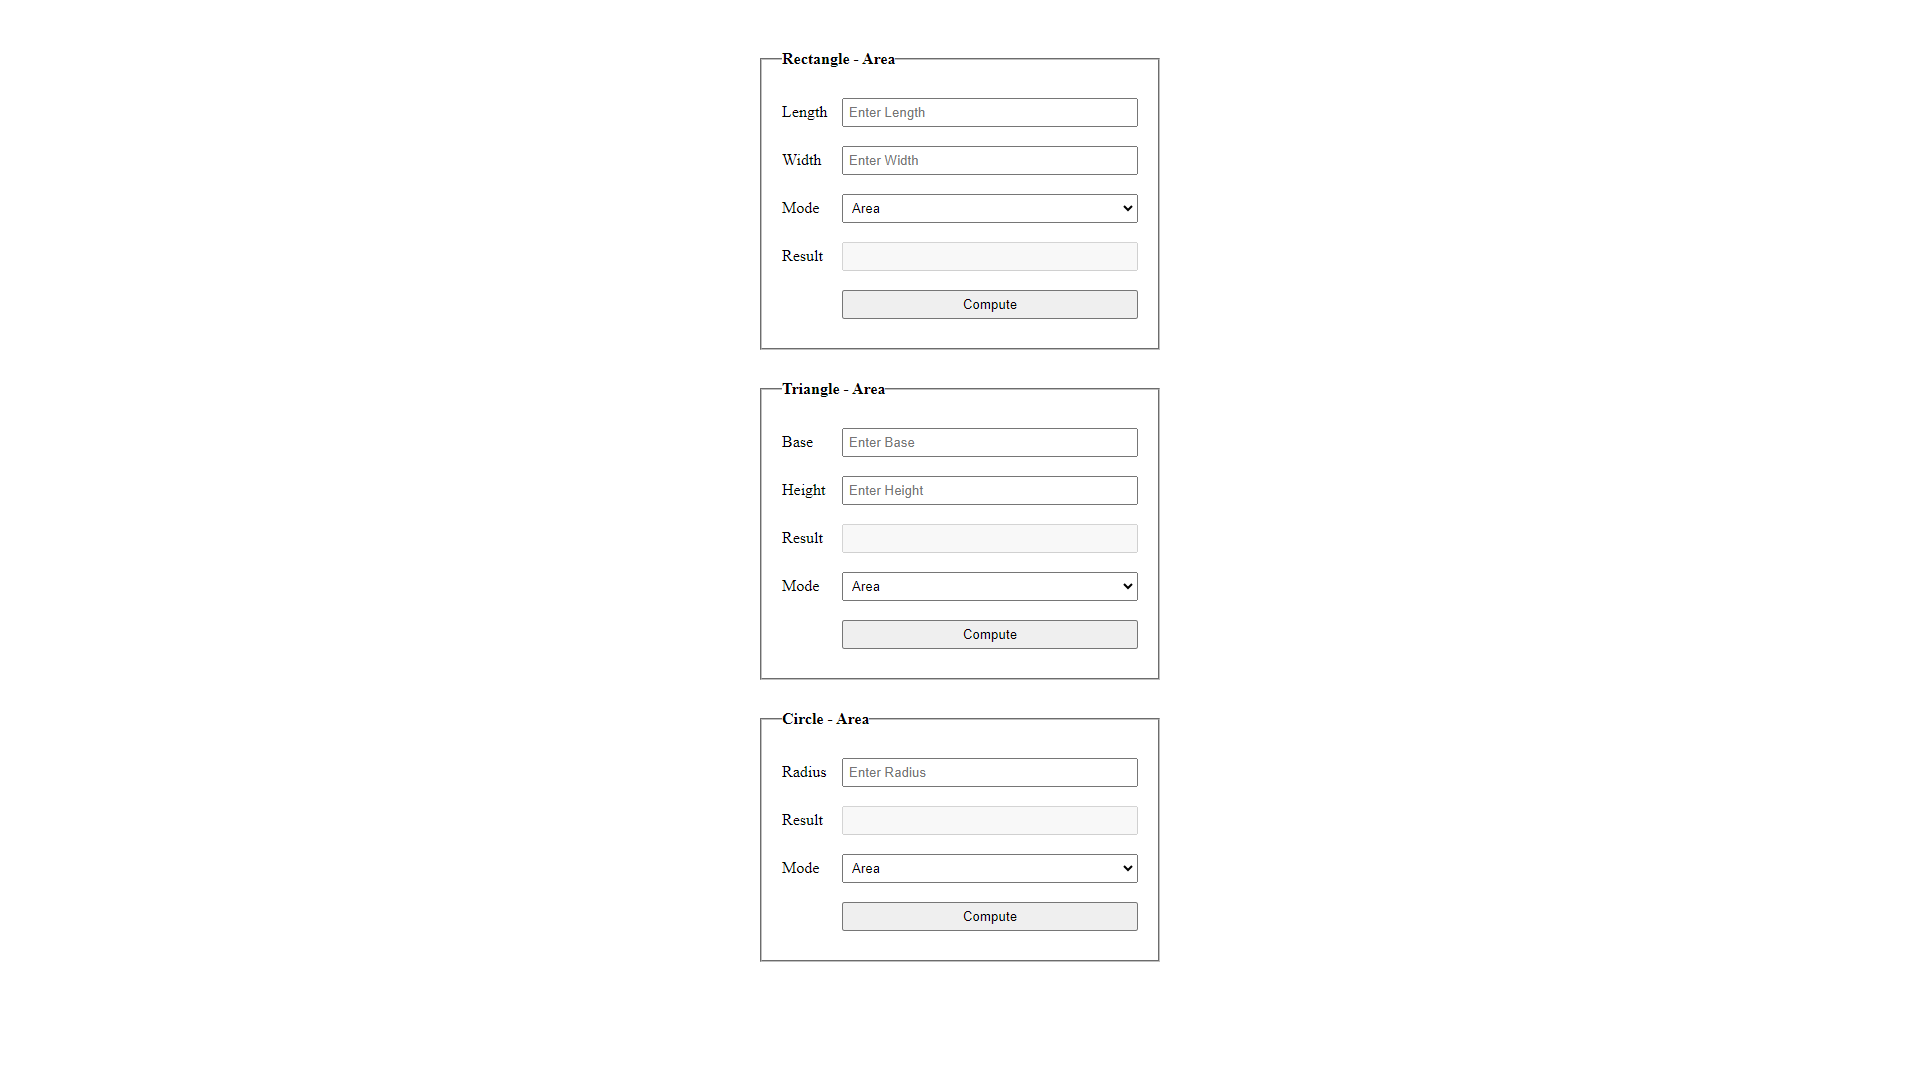 Rectangle - Area
Length Enter Length
Width Enter Width
Mode Area
Result
Compute
Triangle - Area
Base Enter Base
Height Enter Height
Result
Mode Area
Compute
Circle - Area
Radius Enter Radius
Result
Mode Area
Compute